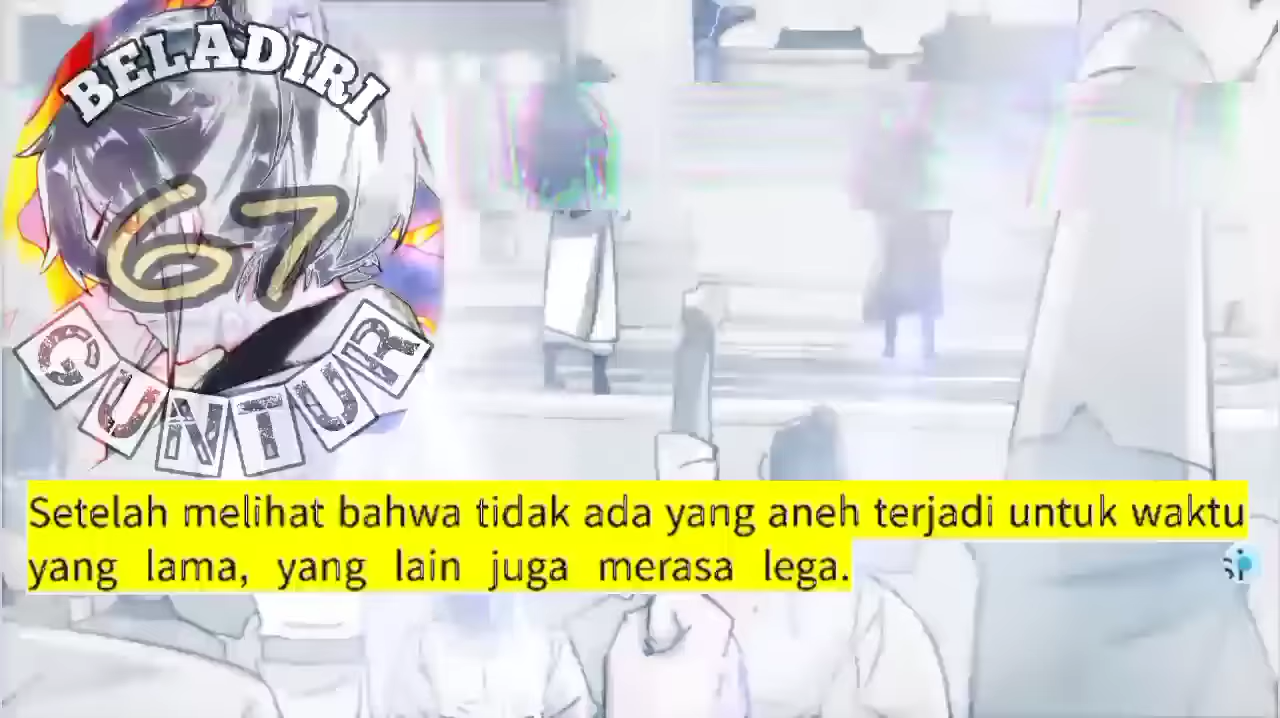 BELADIRI
67
GUNTUR
Setelah melihat bahwa tidak ada yang aneh terjadi untuk waktu
yang lama, yang lain juga merasa lega.